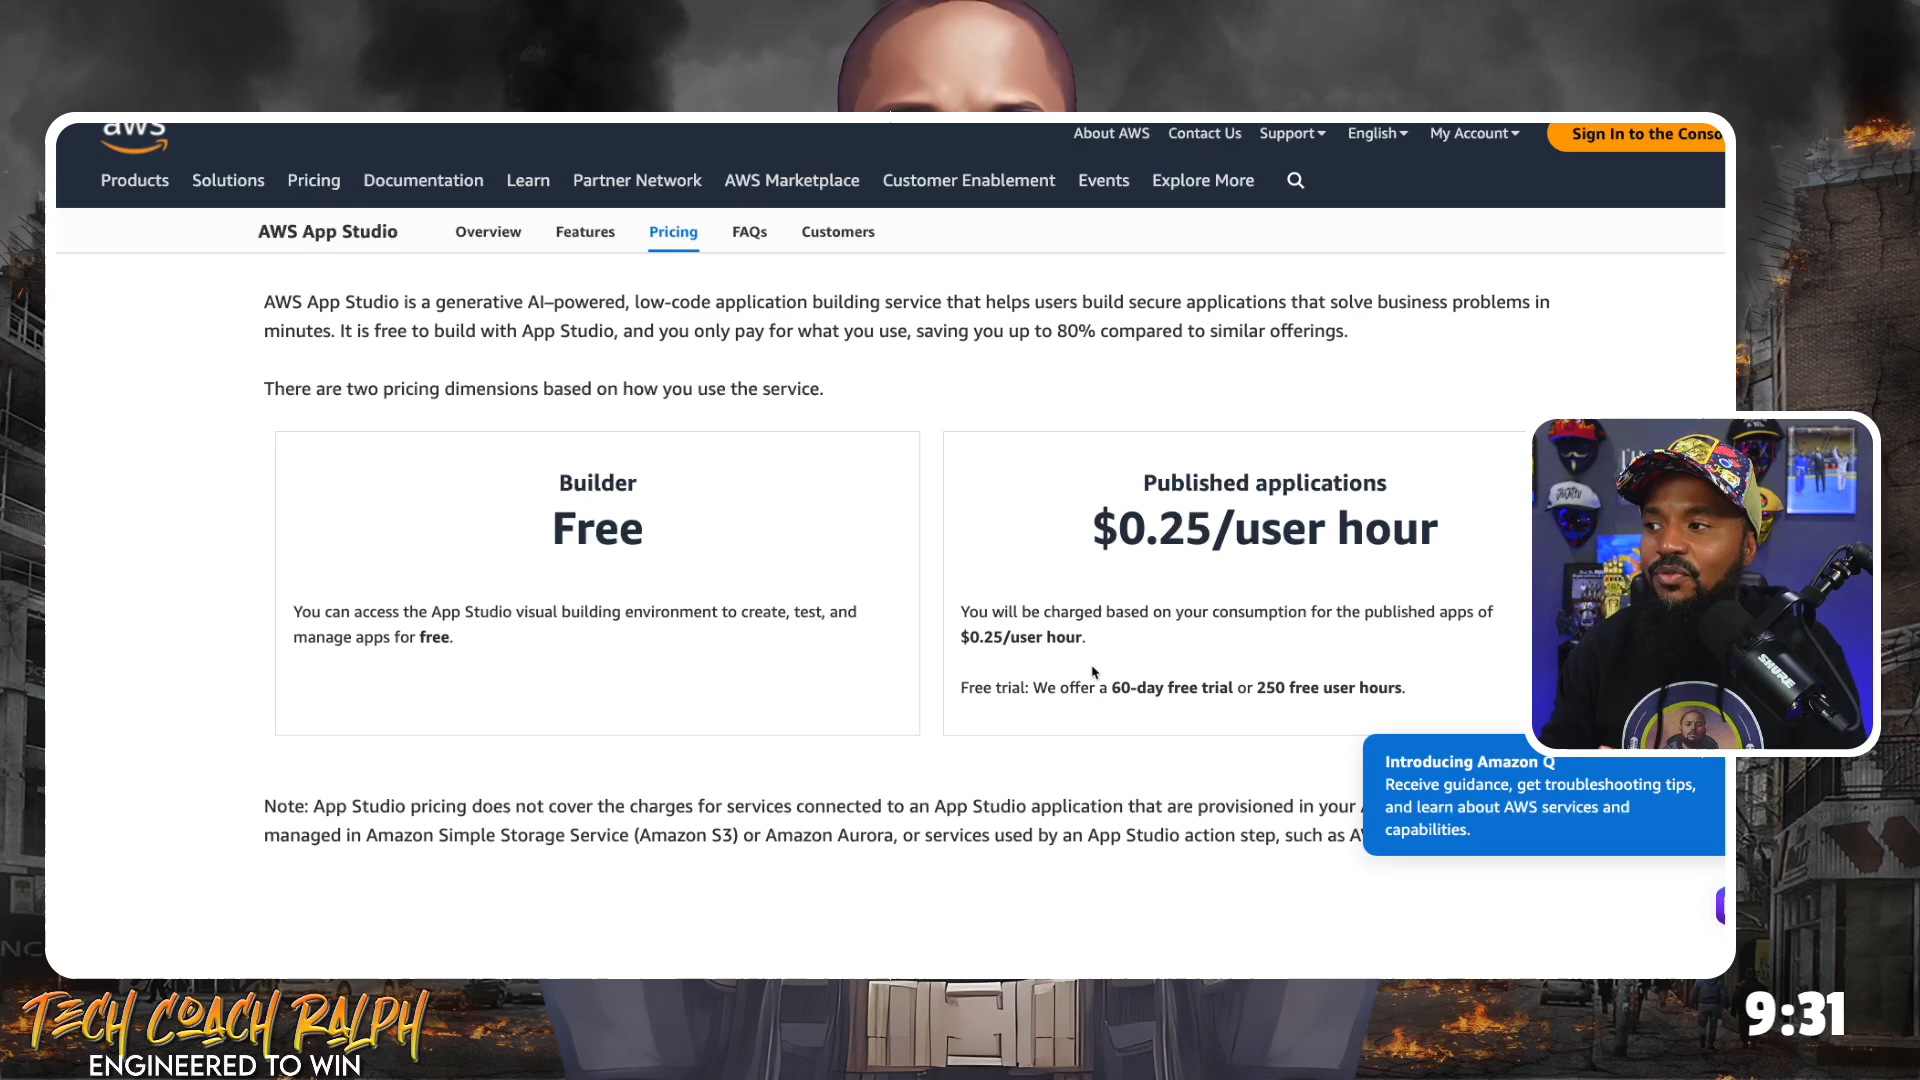 aws
About AWS Contact Us Support English My Account Sign In to the Conso
Products Solutions Pricing Documentation Learn Partner Network AWS Marketplace Customer Enablement Events Explore More
AWS App Studio Overview Features Pricing FAQs Customers
AWS App Studio is a generative AI–powered, low-code application building service that helps users build secure applications that solve business problems in
minutes. It is free to build with App Studio, and you only pay for what you use, saving you up to 80% compared to similar offerings.
There are two pricing dimensions based on how you use the service.
Builder
Free
You can access the App Studio visual building environment to create, test, and
manage apps for free.
Published applications
$0.25/user hour
You will be charged based on your consumption for the published apps of
$0.25/user hour.
Free trial: We offer a 60-day free trial or 250 free user hours.
SHURE
Introducing Amazon Q
Receive guidance, get troubleshooting tips,
and learn about AWS services and
capabilities.
Note: App Studio pricing does not cover the charges for services connected to an App Studio application that are provisioned in your
managed in Amazon Simple Storage Service (Amazon S3) or Amazon Aurora, or services used by an App Studio action step, such as
TECH COACH RALPH
ENGINEERED TO WIN
9:31